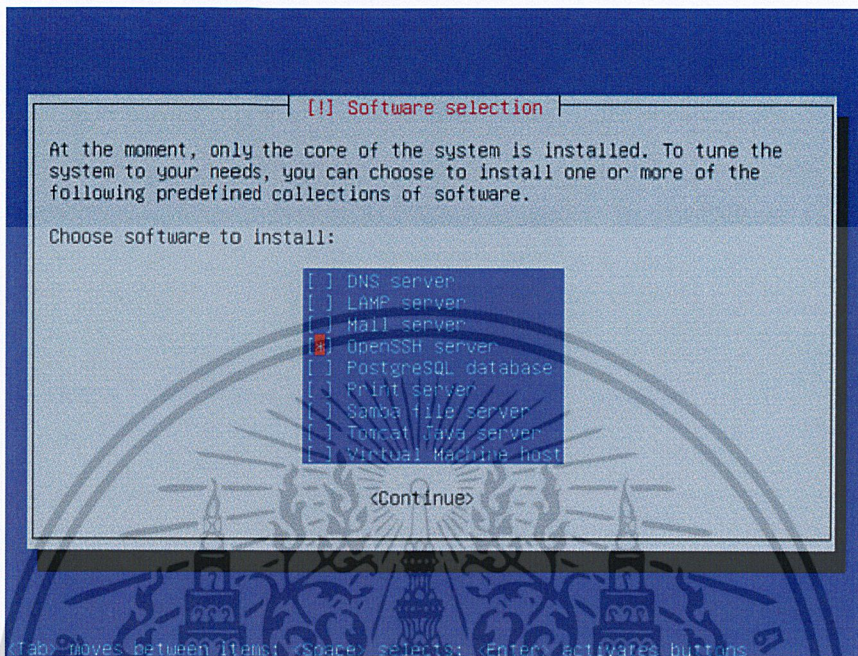 [!] Software selection
At the moment, only the core of the system is installed. To tune the
system to your needs, you can choose to install one or more of the
following predefined collections of software.
Choose software to install:
[ ] DNS server
[ ] LAMP server
[ ] Mail server
[*] OpenSSH server
[ ] PostgreSQL database
[ ] Print server
[ ] Samba file server
[ ] Tomcat Java server
[ ] Virtual Machine host
<Continue>
<Tab> moves between items; <Space> selects; <Enter> activates buttons